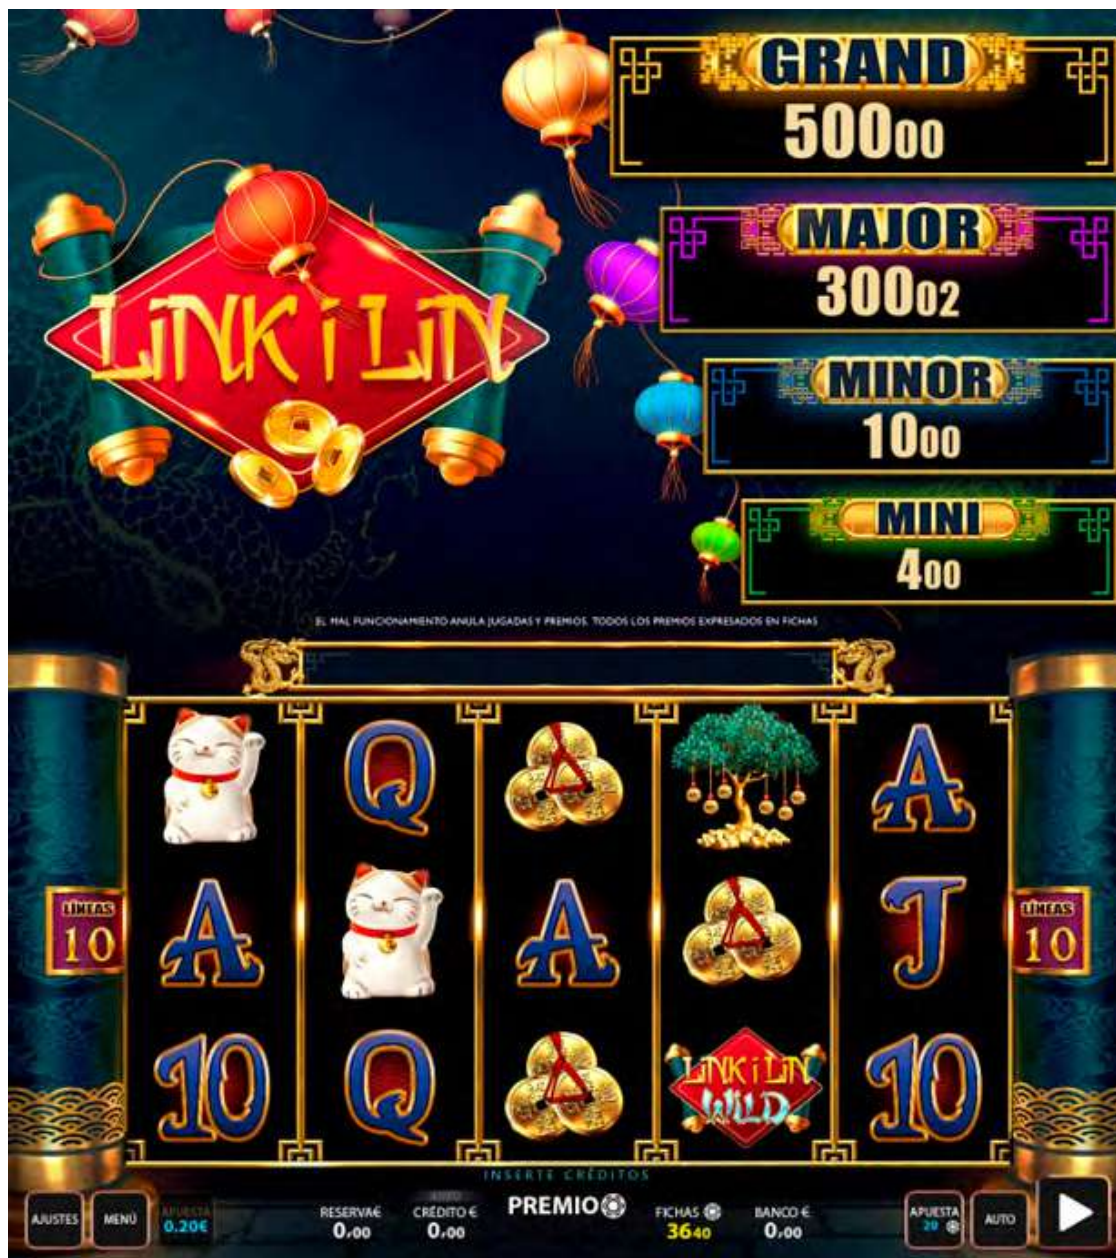 GRAND
50000
MAJOR
30002
LiNK i LiN
MINOR
1000
MINI
400
EL MAL FUNCIONAMIENTO ANULA JUGADAS Y PREMIOS. TODOS LOS PREMIOS EXPRESADOS EN FICHAS
Q
A
LÍNEAS
10
A
A
J
LÍNEAS
10
10
Q
LiNK i LiN
WiLD
10
INSERTE CRÉDITOS
AJUSTES
MENÚ
APUESTA
0.20€
RESERVA€
0,00
CRÉDITO €
0,00
PREMIO
FICHAS
3640
BANCO €
0,00
APUESTA
20
AUTO